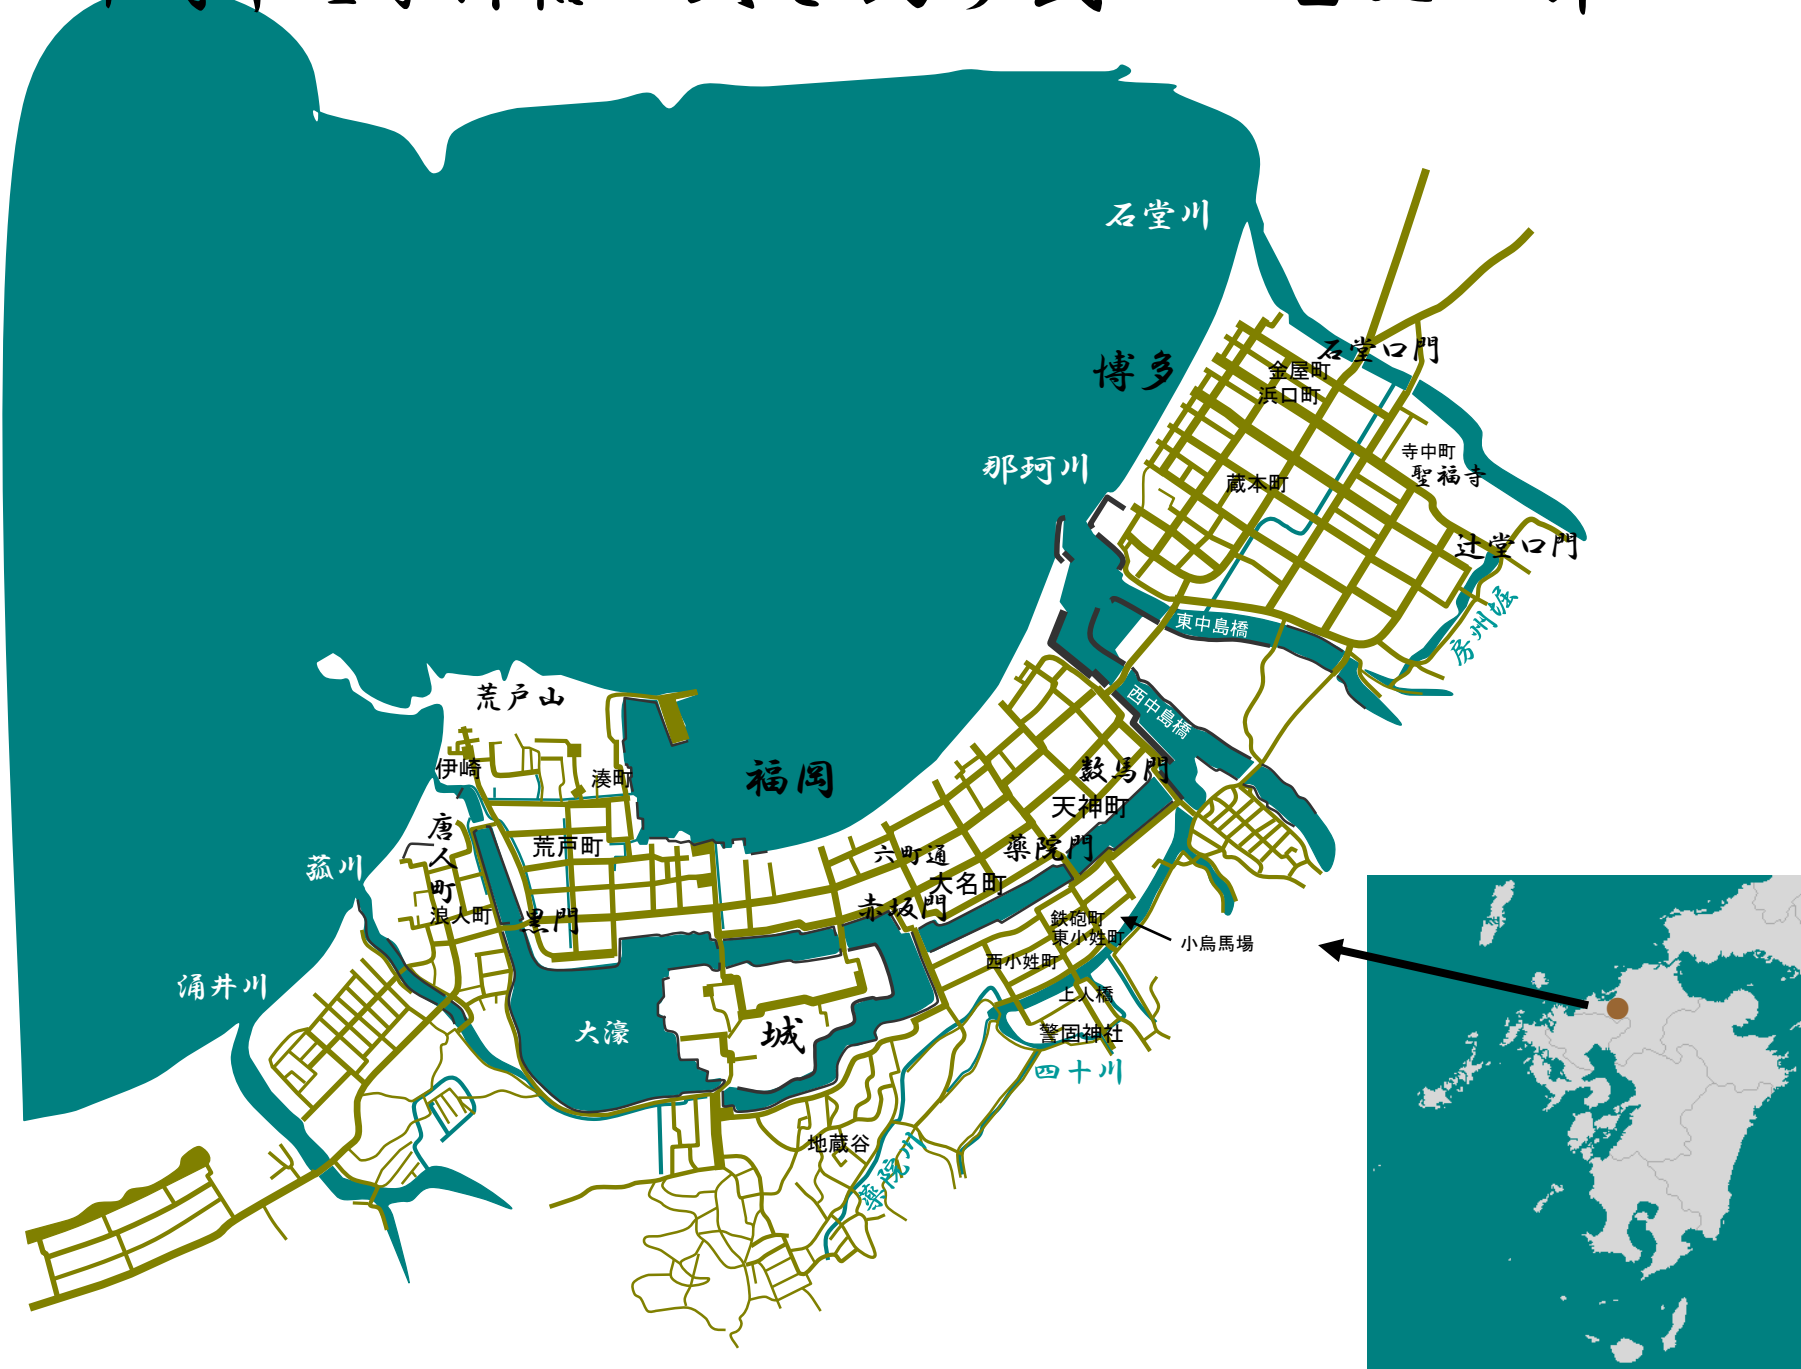 石堂川
博多
石堂口門
金屋町
浜口町
那珂川
寺中町
聖福寺
蔵本町
辻堂口門
房州堀
東中島橋
西中島橋
荒戸山
伊崎
湊町
福岡
数馬門
天神町
唐人町
荒戸町
六町通
薬院門
大名町
菰川
浪人町
黒門
赤坂門
鉄砲町
東小姓町
小烏馬場
西小姓町
涌井川
上人橋
大濠
城
警固神社
四十川
地蔵谷
薬院川